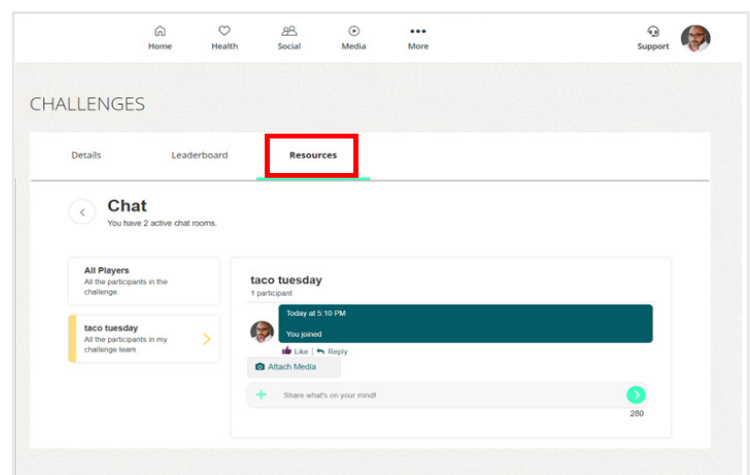 Home
Health
Social
Media
More
Support
CHALLENGES
Details
Leaderboard
Resources
Chat
You have 2 active chat rooms.
All Players
All the participants in the
challenge.
taco tuesday
All the participants in my
challenge team.
taco tuesday
1 participant
Today at 5:10 PM
You joined
Like | Reply
Attach Media
Share what's on your mind!
280